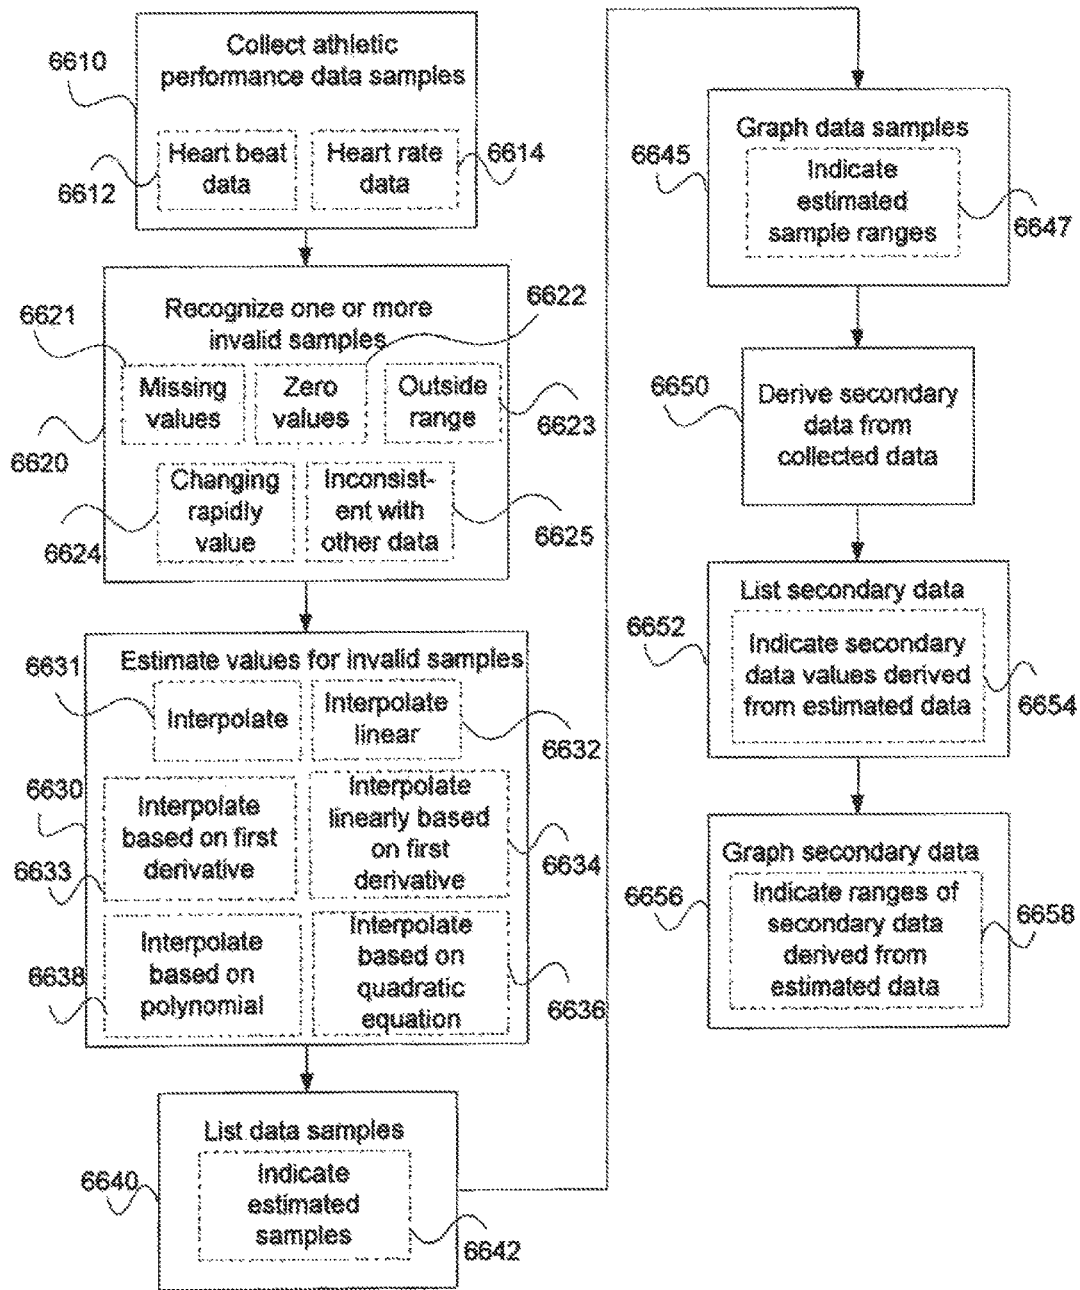 Collect athletic
performance data samples
6610
Heart beat
data
Heart rate
data
6614
6612
6621
6622
Recognize one or more
invalid samples
Missing
values
Zero
values
Outside
range
6623
6620
Changing
rapidly
value
Inconsist-
ent with
other data
6624
6625
Estimate values for invalid samples
6631
Interpolate
Interpolate
linear
6632
6630
Interpolate
based on first
derivative
Interpolate
linearly based
on first
derivative
6633
6634
Interpolate
based on
polynomial
Interpolate
based on
quadratic
equation
6638
6636
List data samples
6640
Indicate
estimated
samples
6642
Graph data samples
6645
Indicate
estimated
sample ranges
6647
6650
Derive secondary
data from
collected data
List secondary data
6652
Indicate secondary
data values derived
from estimated data
6654
Graph secondary data
6656
Indicate ranges of
secondary data
derived from
estimated data
6658